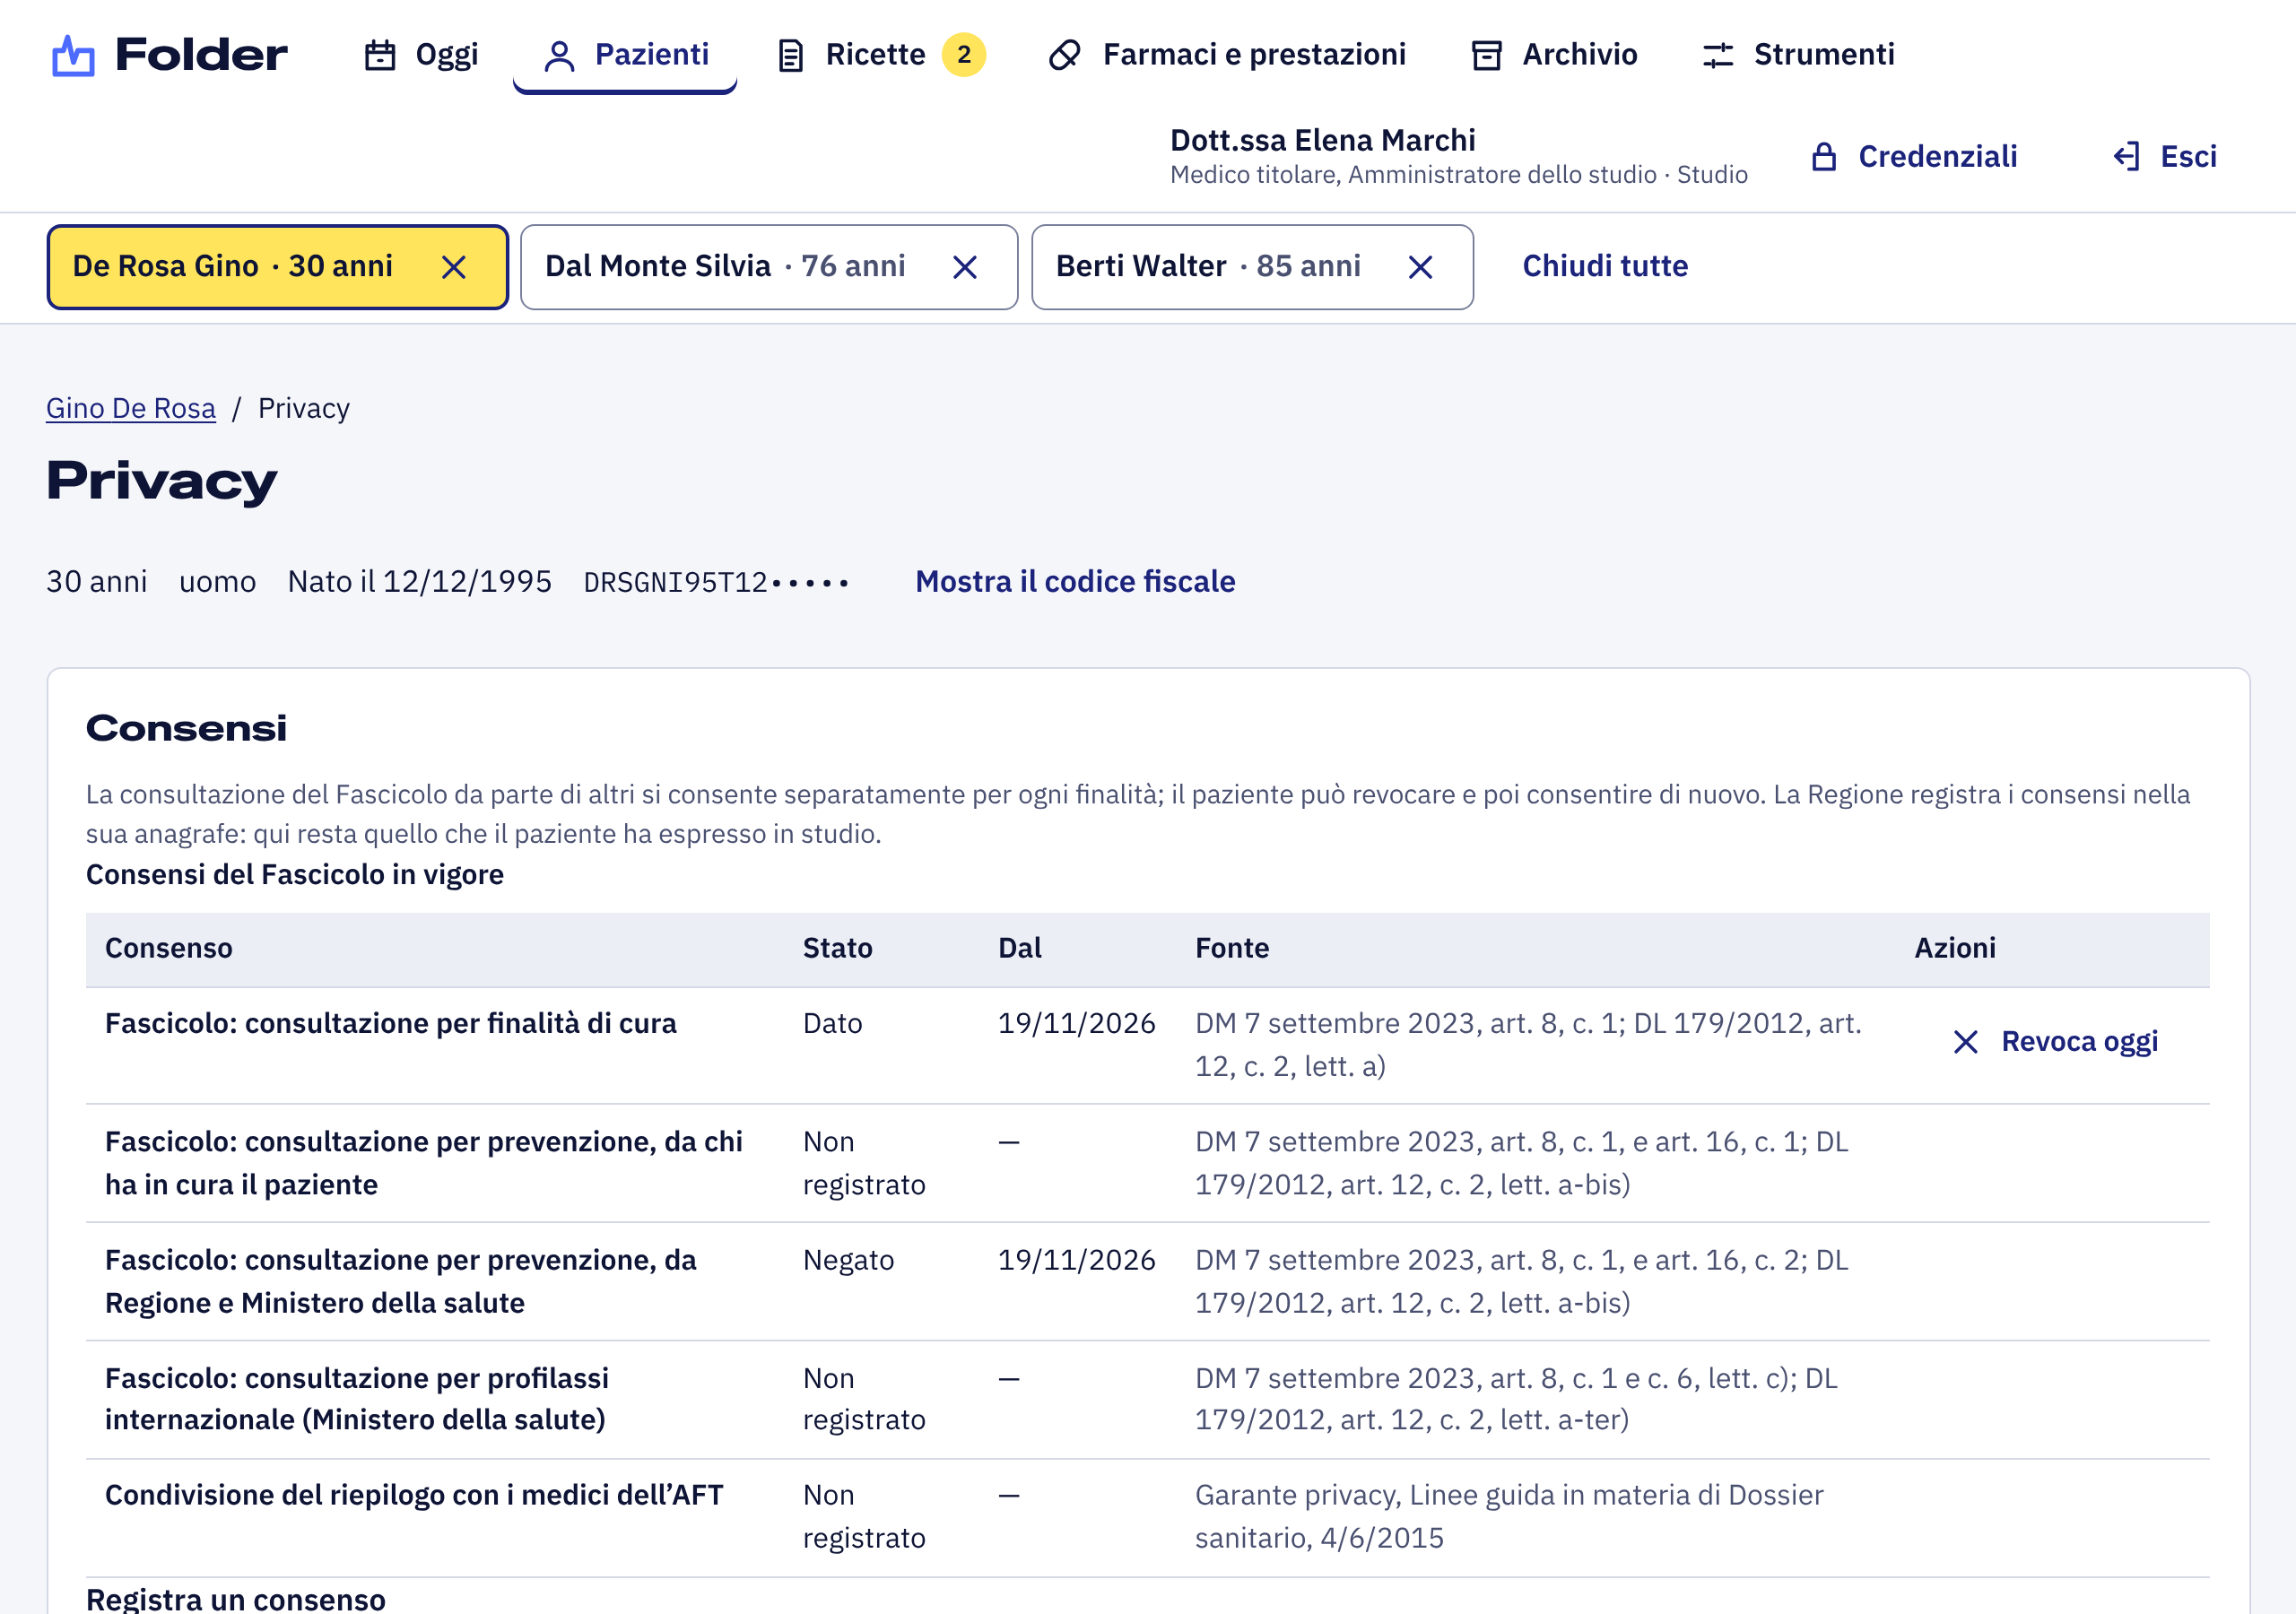 Folder
Oggi
Pazienti
Ricette 2
Farmaci e prestazioni
Archivio
Strumenti
Dott.ssa Elena Marchi
Medico titolare, Amministratore dello studio · Studio
Credenziali
Esci
De Rosa Gino · 30 anni
Dal Monte Silvia · 76 anni
Berti Walter · 85 anni
Chiudi tutte
Gino De Rosa / Privacy
Privacy
30 anni uomo Nato il 12/12/1995 DRSGNI95T12••••• Mostra il codice fiscale
Consensi
La consultazione del Fascicolo da parte di altri si consente separatamente per ogni finalità; il paziente può revocare e poi consentire di nuovo. La Regione registra i consensi nella
sua anagrafe: qui resta quello che il paziente ha espresso in studio.
Consensi del Fascicolo in vigore
Consenso Stato Dal Fonte Azioni
Fascicolo: consultazione per finalità di cura
Dato
19/11/2026
DM 7 settembre 2023, art. 8, c. 1; DL 179/2012, art.
12, c. 2, lett. a)
Revoca oggi
Fascicolo: consultazione per prevenzione, da chi
ha in cura il paziente
Non
registrato
—
DM 7 settembre 2023, art. 8, c. 1, e art. 16, c. 1; DL
179/2012, art. 12, c. 2, lett. a-bis)
Fascicolo: consultazione per prevenzione, da
Regione e Ministero della salute
Negato
19/11/2026
DM 7 settembre 2023, art. 8, c. 1, e art. 16, c. 2; DL
179/2012, art. 12, c. 2, lett. a-bis)
Fascicolo: consultazione per profilassi
internazionale (Ministero della salute)
Non
registrato
—
DM 7 settembre 2023, art. 8, c. 1 e c. 6, lett. c); DL
179/2012, art. 12, c. 2, lett. a-ter)
Condivisione del riepilogo con i medici dell’AFT
Non
registrato
—
Garante privacy, Linee guida in materia di Dossier
sanitario, 4/6/2015
Registra un consenso